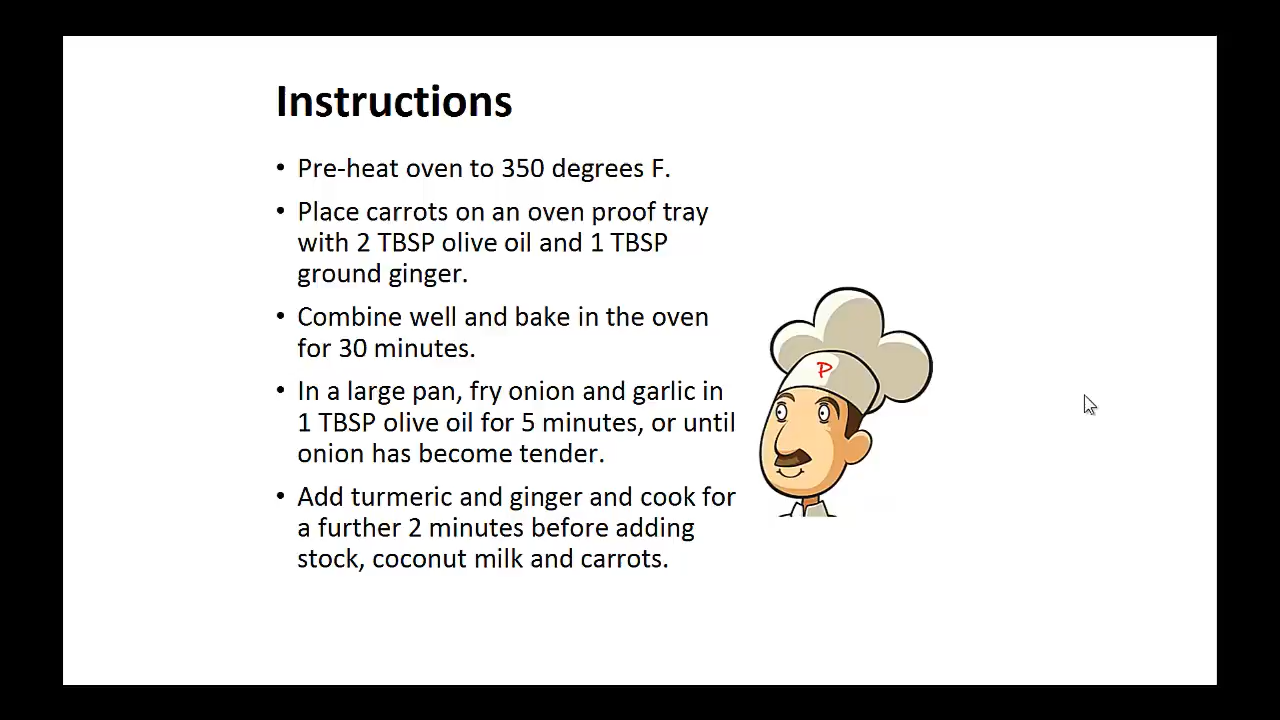 Instructions
• Pre-heat oven to 350 degrees F.
• Place carrots on an oven proof tray
with 2 TBSP olive oil and 1 TBSP
ground ginger.
• Combine well and bake in the oven
for 30 minutes.
• In a large pan, fry onion and garlic in
1 TBSP olive oil for 5 minutes, or until
onion has become tender.
• Add turmeric and ginger and cook for
a further 2 minutes before adding
stock, coconut milk and carrots.
P